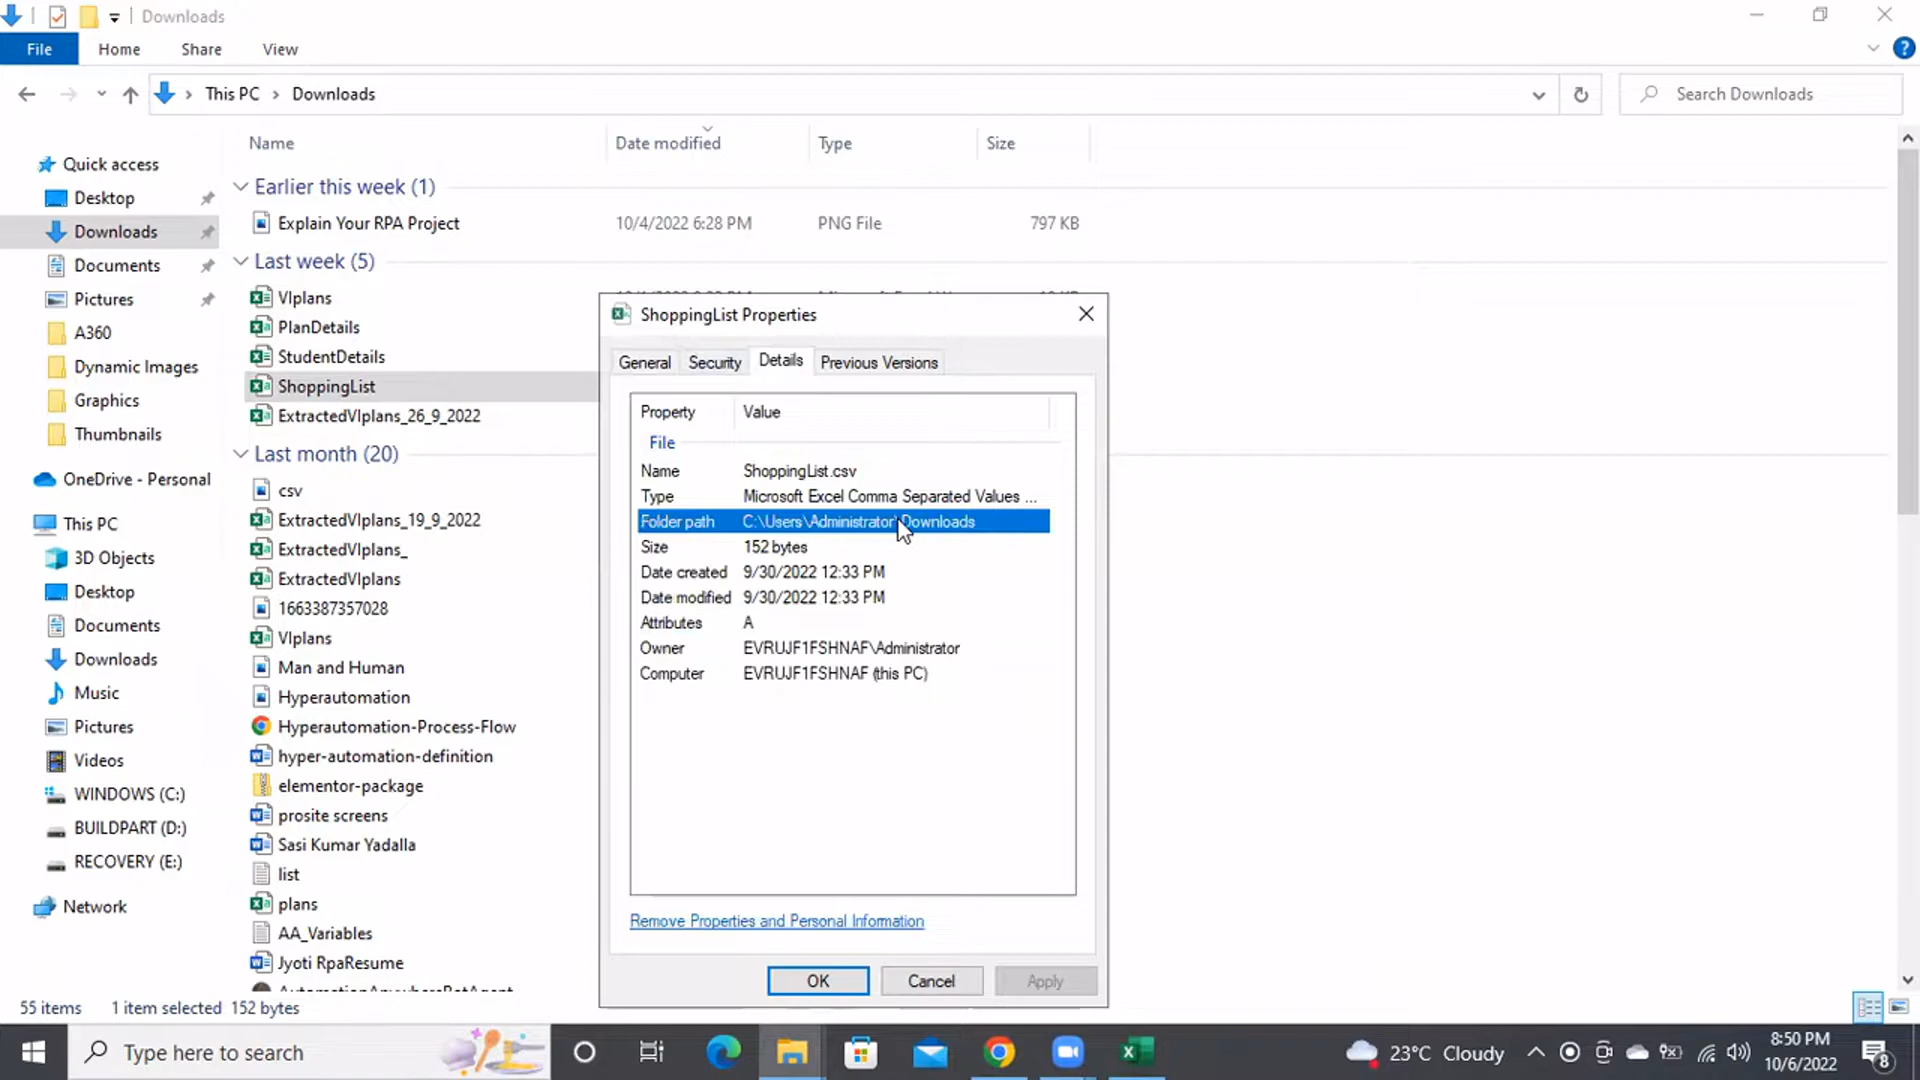 Downloads
File Home Share View
This PC > Downloads
Search Downloads
Name Date modified Type Size
Quick access
Desktop
Downloads
Documents
Pictures
A360
Dynamic Images
Graphics
Thumbnails
OneDrive - Personal
This PC
3D Objects
Desktop
Documents
Downloads
Music
Pictures
Videos
WINDOWS (C:)
BUILDPART (D:)
RECOVERY (E:)
Network
Earlier this week (1)
Explain Your RPA Project 10/4/2022 6:28 PM PNG File 797 KB
Last week (5)
VIplans
PlanDetails
StudentDetails
ShoppingList
ExtractedVIplans_26_9_2022
Last month (20)
csv
ExtractedVIplans_19_9_2022
ExtractedVIplans_
ExtractedVIplans
1663387357028
VIplans
Man and Human
Hyperautomation
Hyperautomation-Process-Flow
hyper-automation-definition
elementor-package
prosite screens
Sasi Kumar Yadalla
list
plans
AA_Variables
Jyoti RpaResume
ShoppingList Properties
General Security Details Previous Versions
Property Value
File
Name ShoppingList.csv
Type Microsoft Excel Comma Separated Values ...
Folder path C:\Users\Administrator\Downloads
Size 152 bytes
Date created 9/30/2022 12:33 PM
Date modified 9/30/2022 12:33 PM
Attributes A
Owner EVRUJF1FSHNAF\Administrator
Computer EVRUJF1FSHNAF (this PC)
Remove Properties and Personal Information
OK Cancel Apply
55 items 1 item selected 152 bytes
Type here to search
23°C Cloudy
8:50 PM
10/6/2022
8